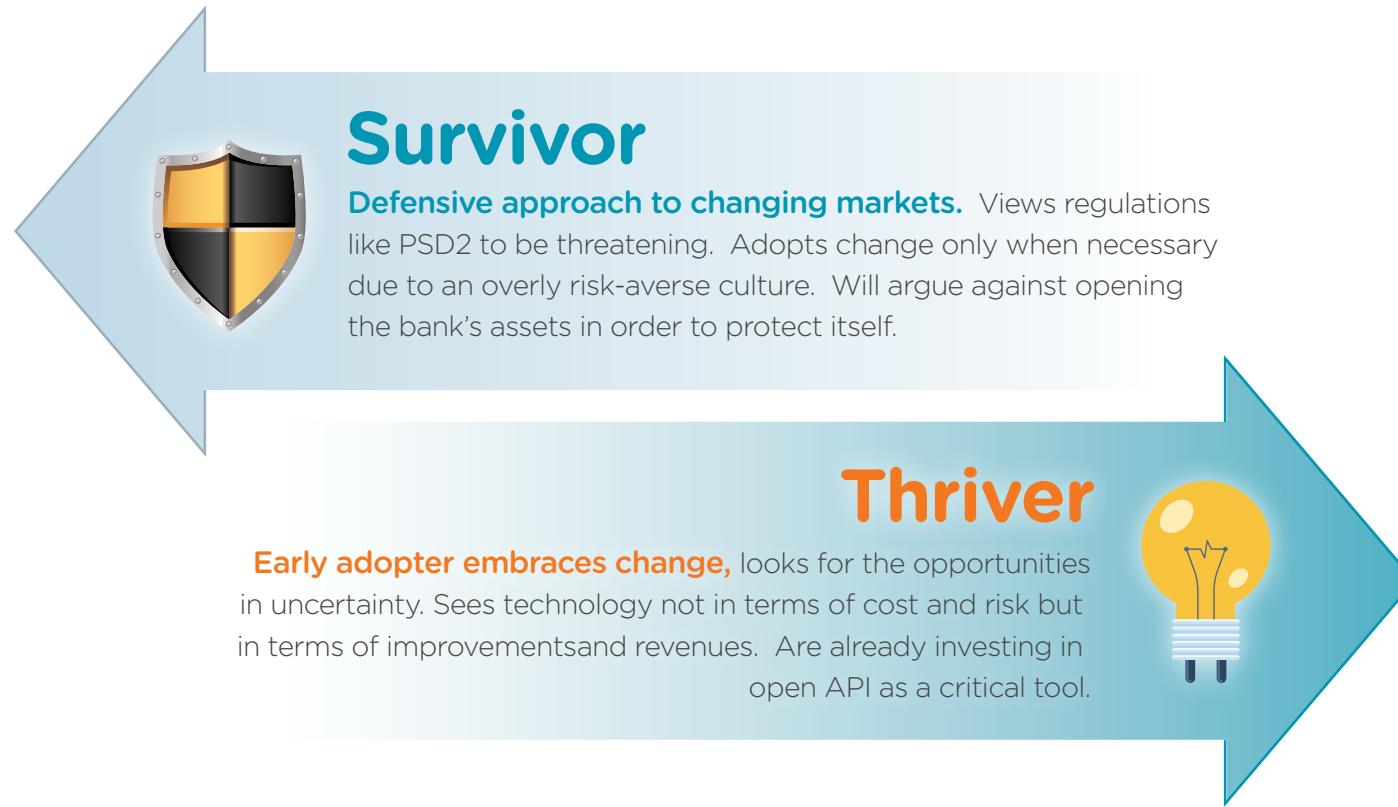 Survivor
Defensive approach to changing markets.  Views regulations
like PSD2 to be threatening.  Adopts change only when necessary
due to an overly risk-averse culture.  Will argue against opening
the bank’s assets in order to protect itself.
Thriver
Early adopter embraces change, looks for the opportunities
in uncertainty. Sees technology not in terms of cost and risk but
in terms of improvementsand revenues.  Are already investing in
open API as a critical tool.